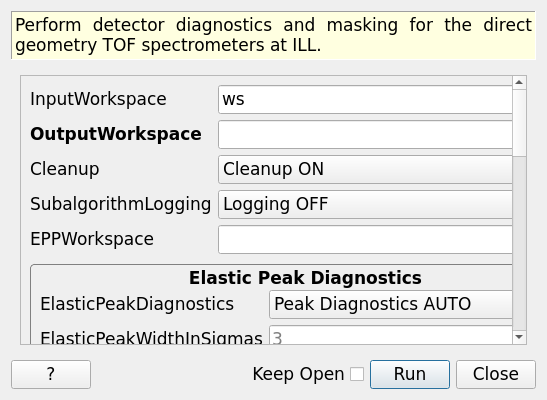 Perform detector diagnostics and masking for the direct
geometry TOF spectrometers at ILL.
InputWorkspace ws
OutputWorkspace
Cleanup Cleanup ON
SubalgorithmLogging Logging OFF
EPPWorkspace
Elastic Peak Diagnostics
ElasticPeakDiagnostics Peak Diagnostics AUTO
ElasticPeakWidthInSigmas 3
? Keep Open Run Close